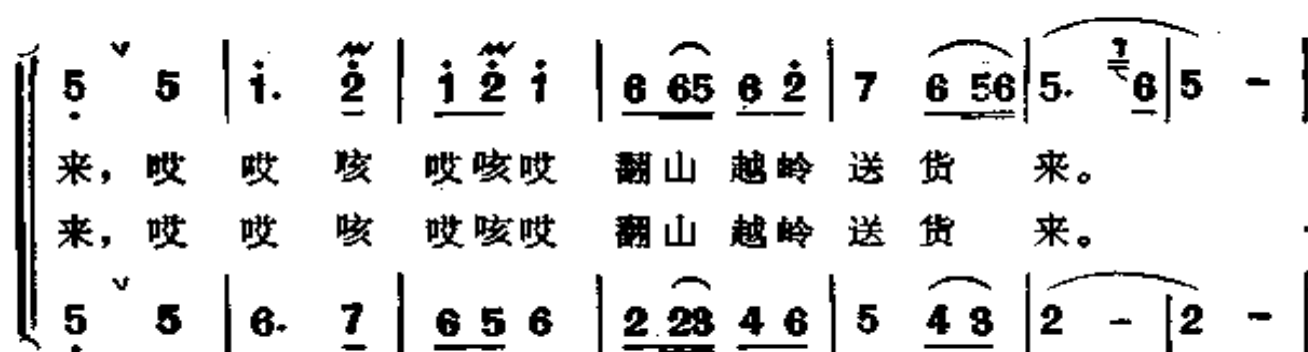 5 5 | 1. 2 | 1 2 1 | 6 65 6 2 | 7 6 56 | 5. 7 6 | 5 -
来，哎 哎 咳 哎咳哎 翻山 越岭 送 货 来。
来，哎 哎 咳 哎咳哎 翻山 越岭 送 货 来。
5 5 | 6. 7 | 6 5 6 | 2 23 4 6 | 5 4 3 | 2 - | 2 -